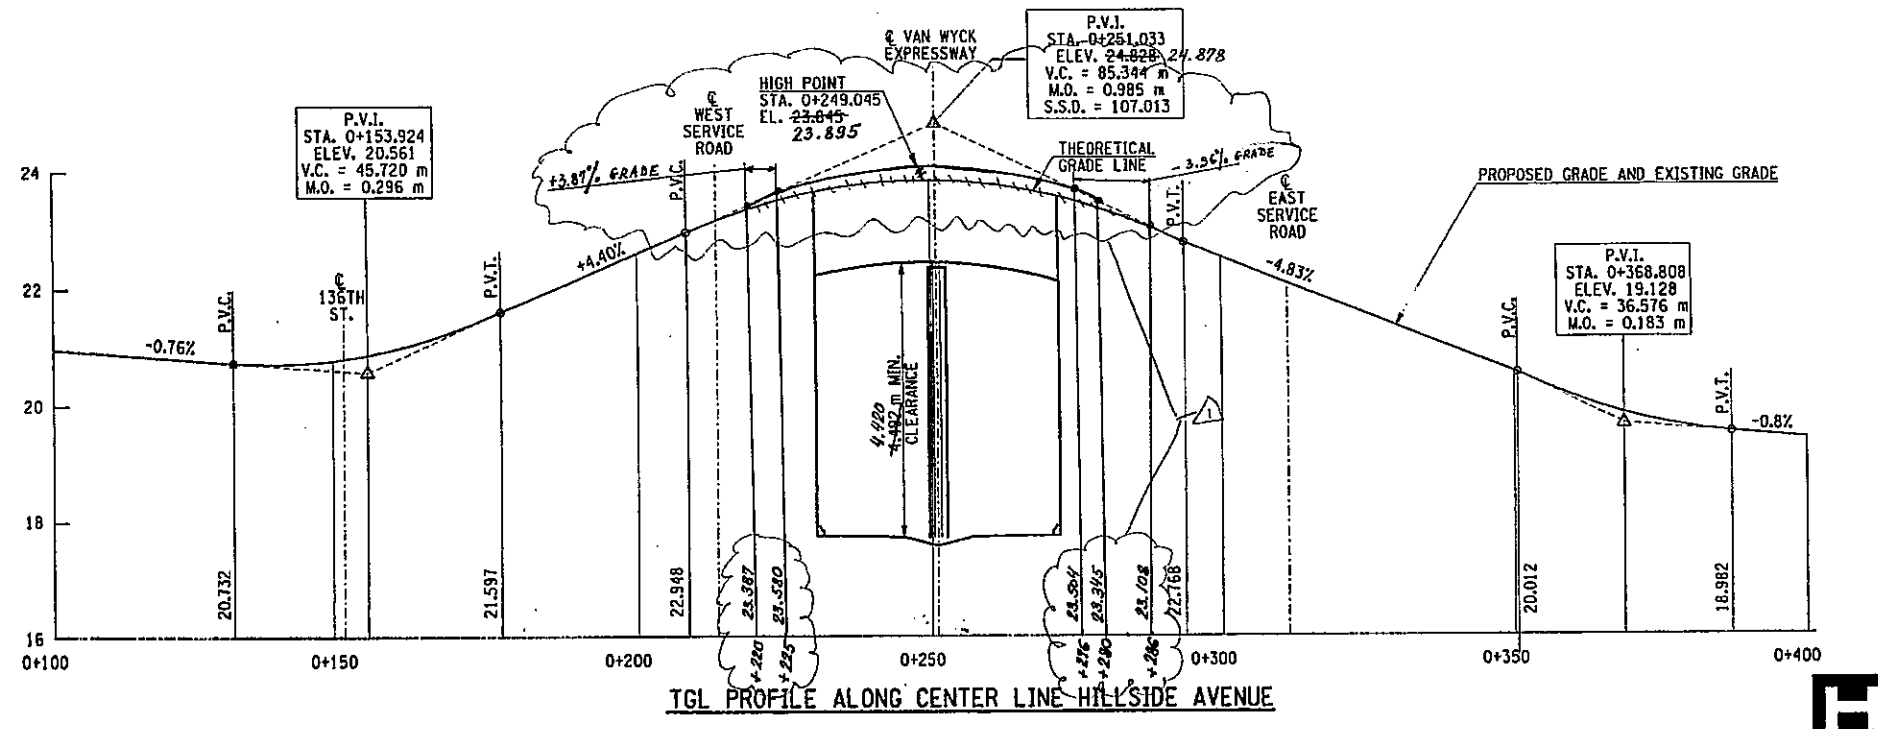 ℄ VAN WYCK
EXPRESSWAY
P.V.I.
STA. 0+251.033
ELEV. 24.828 24.878
V.C. = 85.344 m
M.O. = 0.985 m
S.S.D. = 107.013
HIGH POINT
STA. 0+249.045
EL. 23.845
23.895
℄
WEST
SERVICE
ROAD
P.V.I.
STA. 0+153.924
ELEV. 20.561
V.C. = 45.720 m
M.O. = 0.296 m
THEORETICAL
GRADE LINE
+3.87% GRADE
-3.96% GRADE
P.V.C.
P.V.T.
℄
EAST
SERVICE
ROAD
PROPOSED GRADE AND EXISTING GRADE
P.V.I.
STA. 0+368.808
ELEV. 19.128
V.C. = 36.576 m
M.O. = 0.183 m
24
22
20
18
16
-0.76%
P.V.C.
℄
136TH
ST.
P.V.T.
+4.40%
-4.83%
P.V.C.
P.V.T.
-0.8%
4.420
4.492 m MIN.
CLEARANCE
1
20.732
21.597
22.948
23.387
23.580
23.504
23.345
23.108
22.768
20.012
18.982
0+100
0+150
0+200
+220
+225
0+250
+276
+280
+286
0+300
0+350
0+400
TGL PROFILE ALONG CENTER LINE HILLSIDE AVENUE